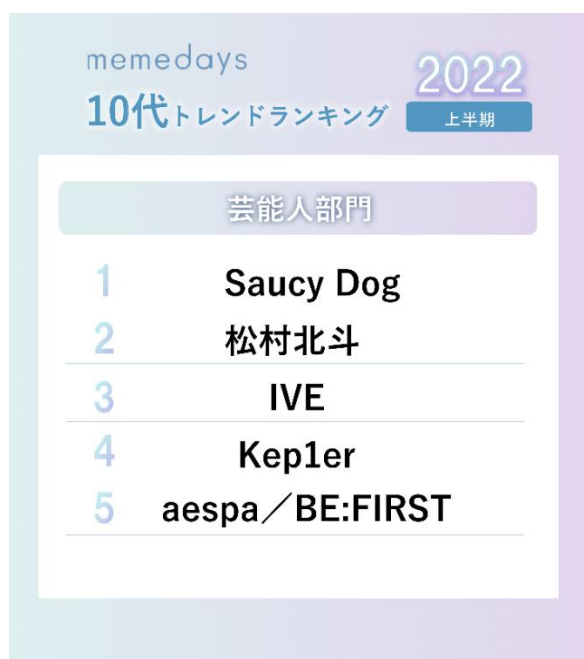 memedays
2022
10代トレンドランキング
上半期
芸能人部門
1 Saucy Dog
2 松村北斗
3 IVE
4 Kep1er
5 aespa／BE:FIRST